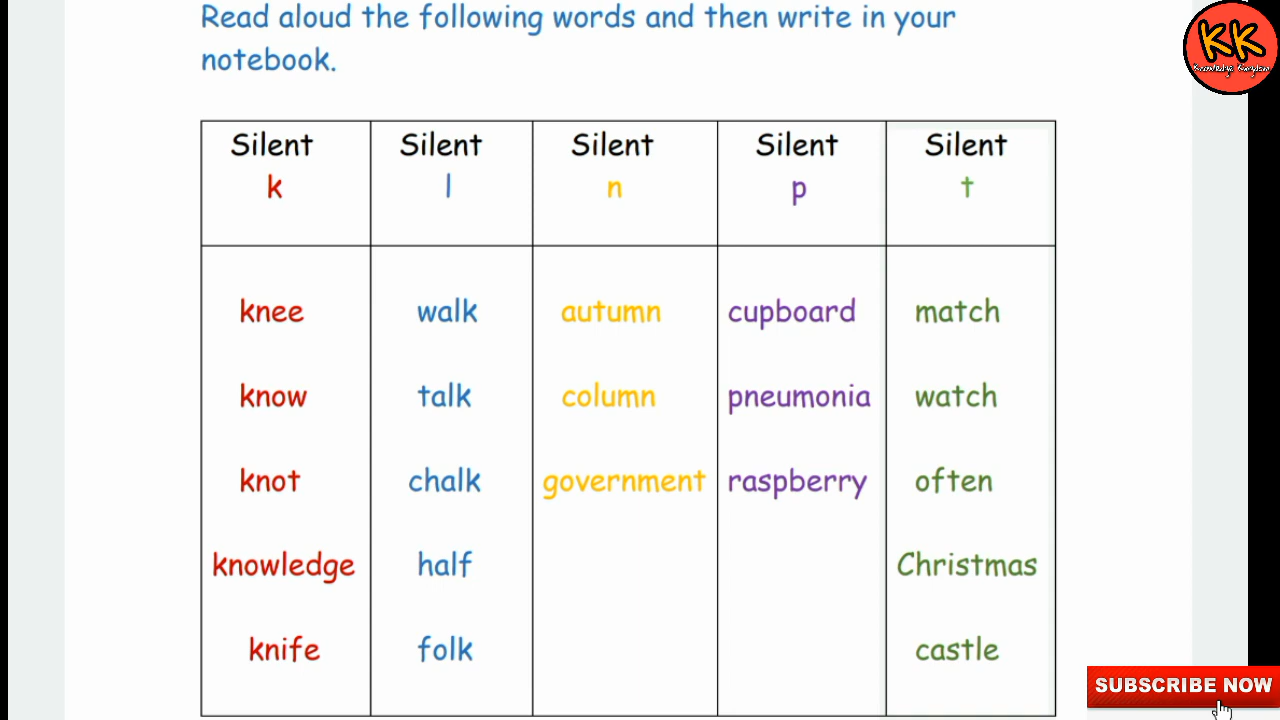 Read aloud the following words and then write in your
notebook.
KK
Knowledge Kingdom
Silent Silent Silent Silent Silent
k l n p t
knee walk autumn cupboard match
know talk column pneumonia watch
knot chalk government raspberry often
knowledge half Christmas
knife folk castle
SUBSCRIBE NOW